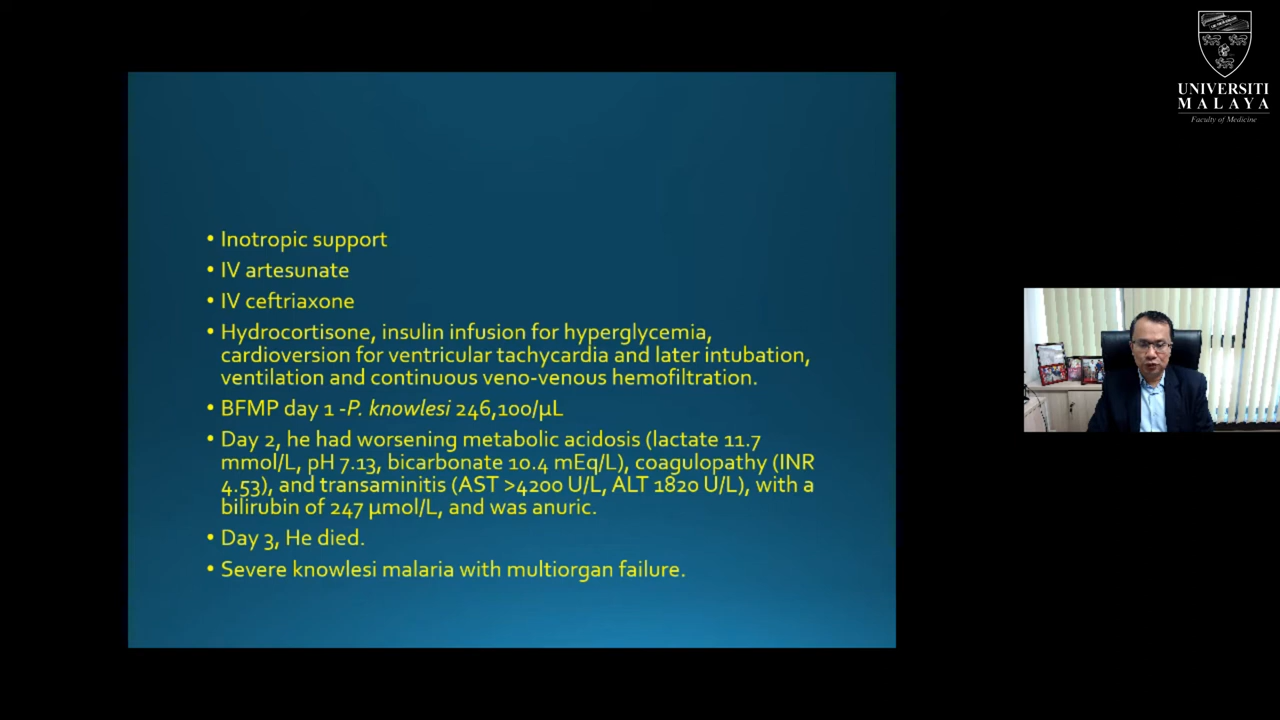 UNIVERSITI
MALAYA
Faculty of Medicine
• Inotropic support
• IV artesunate
• IV ceftriaxone
• Hydrocortisone, insulin infusion for hyperglycemia,
cardioversion for ventricular tachycardia and later intubation,
ventilation and continuous veno-venous hemofiltration.
• BFMP day 1 -P. knowlesi 246,100/µL
• Day 2, he had worsening metabolic acidosis (lactate 11.7
mmol/L, pH 7.13, bicarbonate 10.4 mEq/L), coagulopathy (INR
4.53), and transaminitis (AST >4200 U/L, ALT 1820 U/L), with a
bilirubin of 247 µmol/L, and was anuric.
• Day 3, He died.
• Severe knowlesi malaria with multiorgan failure.